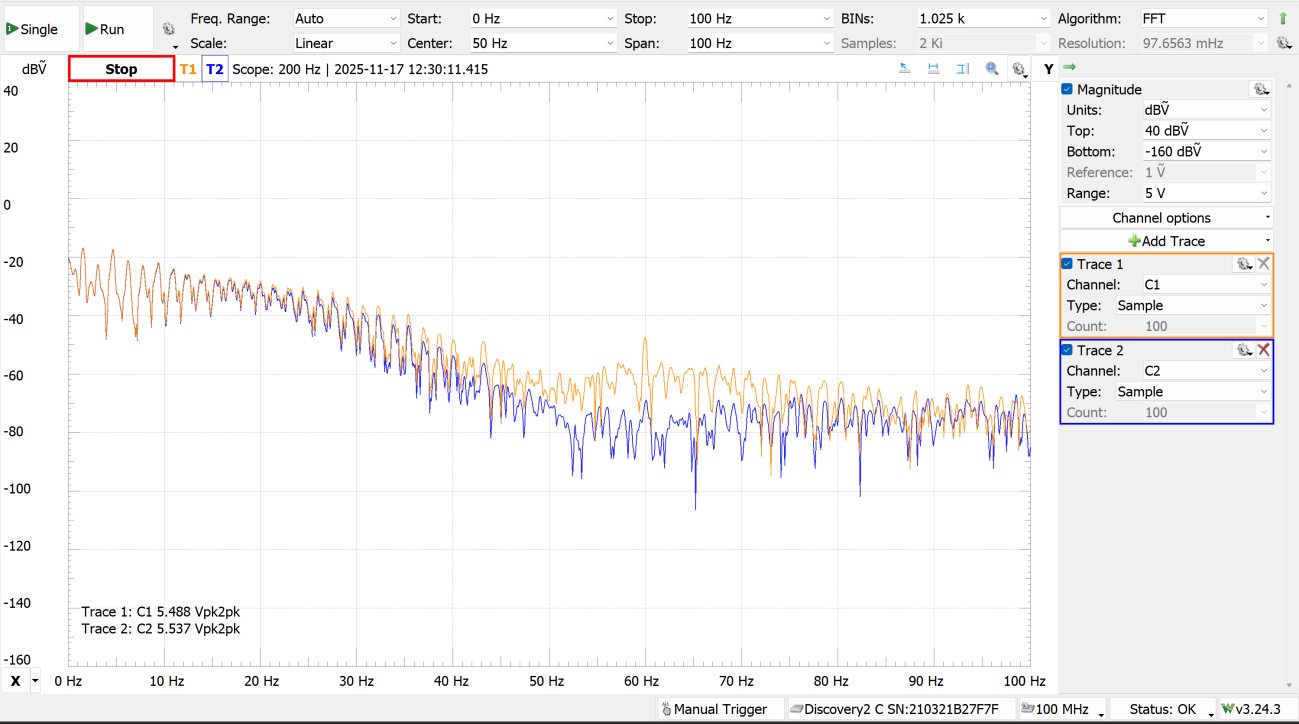 Single Run Freq. Range: Auto Start: 0 Hz Stop: 100 Hz BINs: 1.025 k Algorithm: FFT
Scale: Linear Center: 50 Hz Span: 100 Hz Samples: 2 Ki Resolution: 97.6563 mHz
dBṼ Stop T1 T2 Scope: 200 Hz | 2025-11-17 12:30:11.415 Y
40
20
0
-20
-40
-60
-80
-100
-120
-140
-160
Trace 1: C1 5.488 Vpk2pk
Trace 2: C2 5.537 Vpk2pk
X 0 Hz 10 Hz 20 Hz 30 Hz 40 Hz 50 Hz 60 Hz 70 Hz 80 Hz 90 Hz 100 Hz
Magnitude
Units: dBṼ
Top: 40 dBṼ
Bottom: -160 dBṼ
Reference: 1 Ṽ
Range: 5 V
Channel options
Add Trace
Trace 1
Channel: C1
Type: Sample
Count: 100
Trace 2
Channel: C2
Type: Sample
Count: 100
Manual Trigger Discovery2 C SN:210321B27F7F 100 MHz Status: OK W v3.24.3